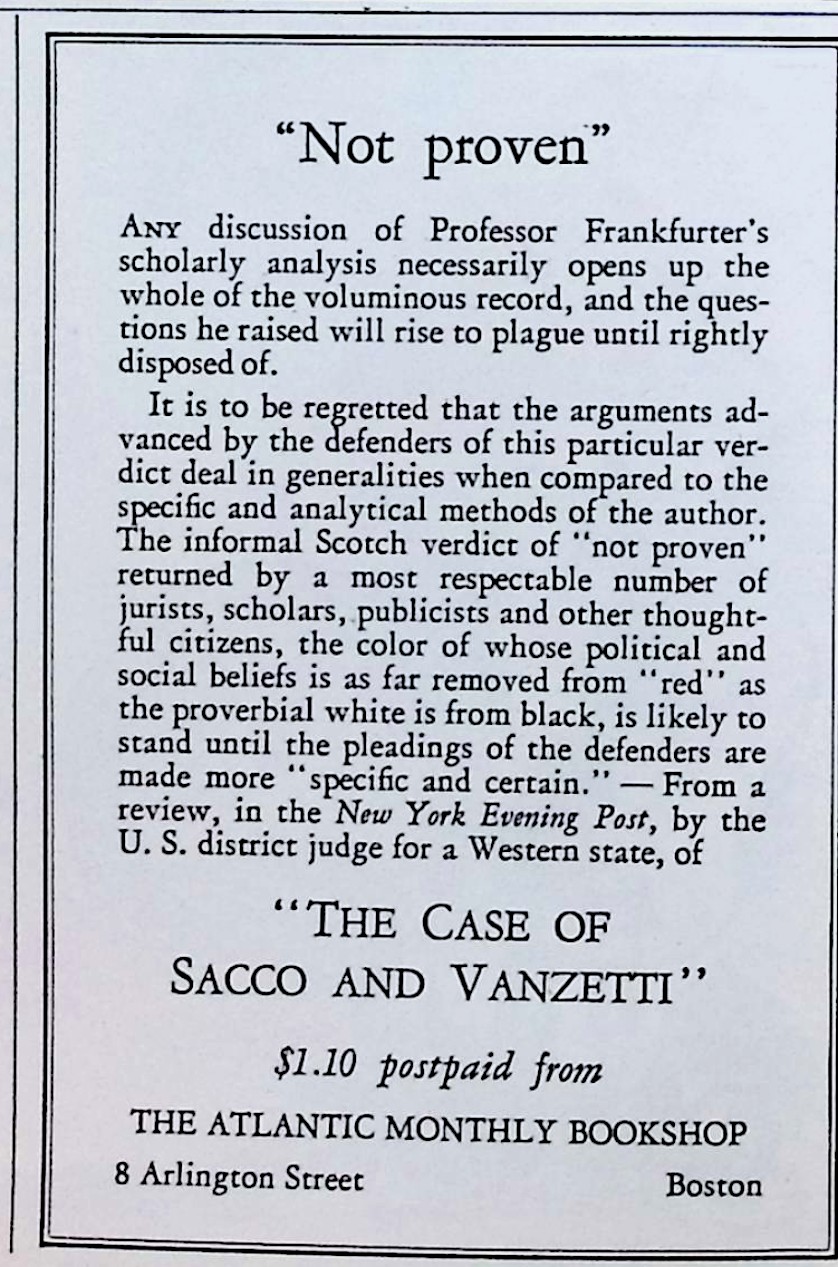 “Not proven”
ANY discussion of Professor Frankfurter's
scholarly analysis necessarily opens up the
whole of the voluminous record, and the ques-
tions he raised will rise to plague until rightly
disposed of.
It is to be regretted that the arguments ad-
vanced by the defenders of this particular ver-
dict deal in generalities when compared to the
specific and analytical methods of the author.
The informal Scotch verdict of “not proven”
returned by a most respectable number of
jurists, scholars, publicists and other thought-
ful citizens, the color of whose political and
social beliefs is as far removed from “red” as
the proverbial white is from black, is likely to
stand until the pleadings of the defenders are
made more “specific and certain.” — From a
review, in the New York Evening Post, by the
U. S. district judge for a Western state, of
“THE CASE OF
SACCO AND VANZETTI”
$1.10 postpaid from
THE ATLANTIC MONTHLY BOOKSHOP
8 Arlington Street Boston